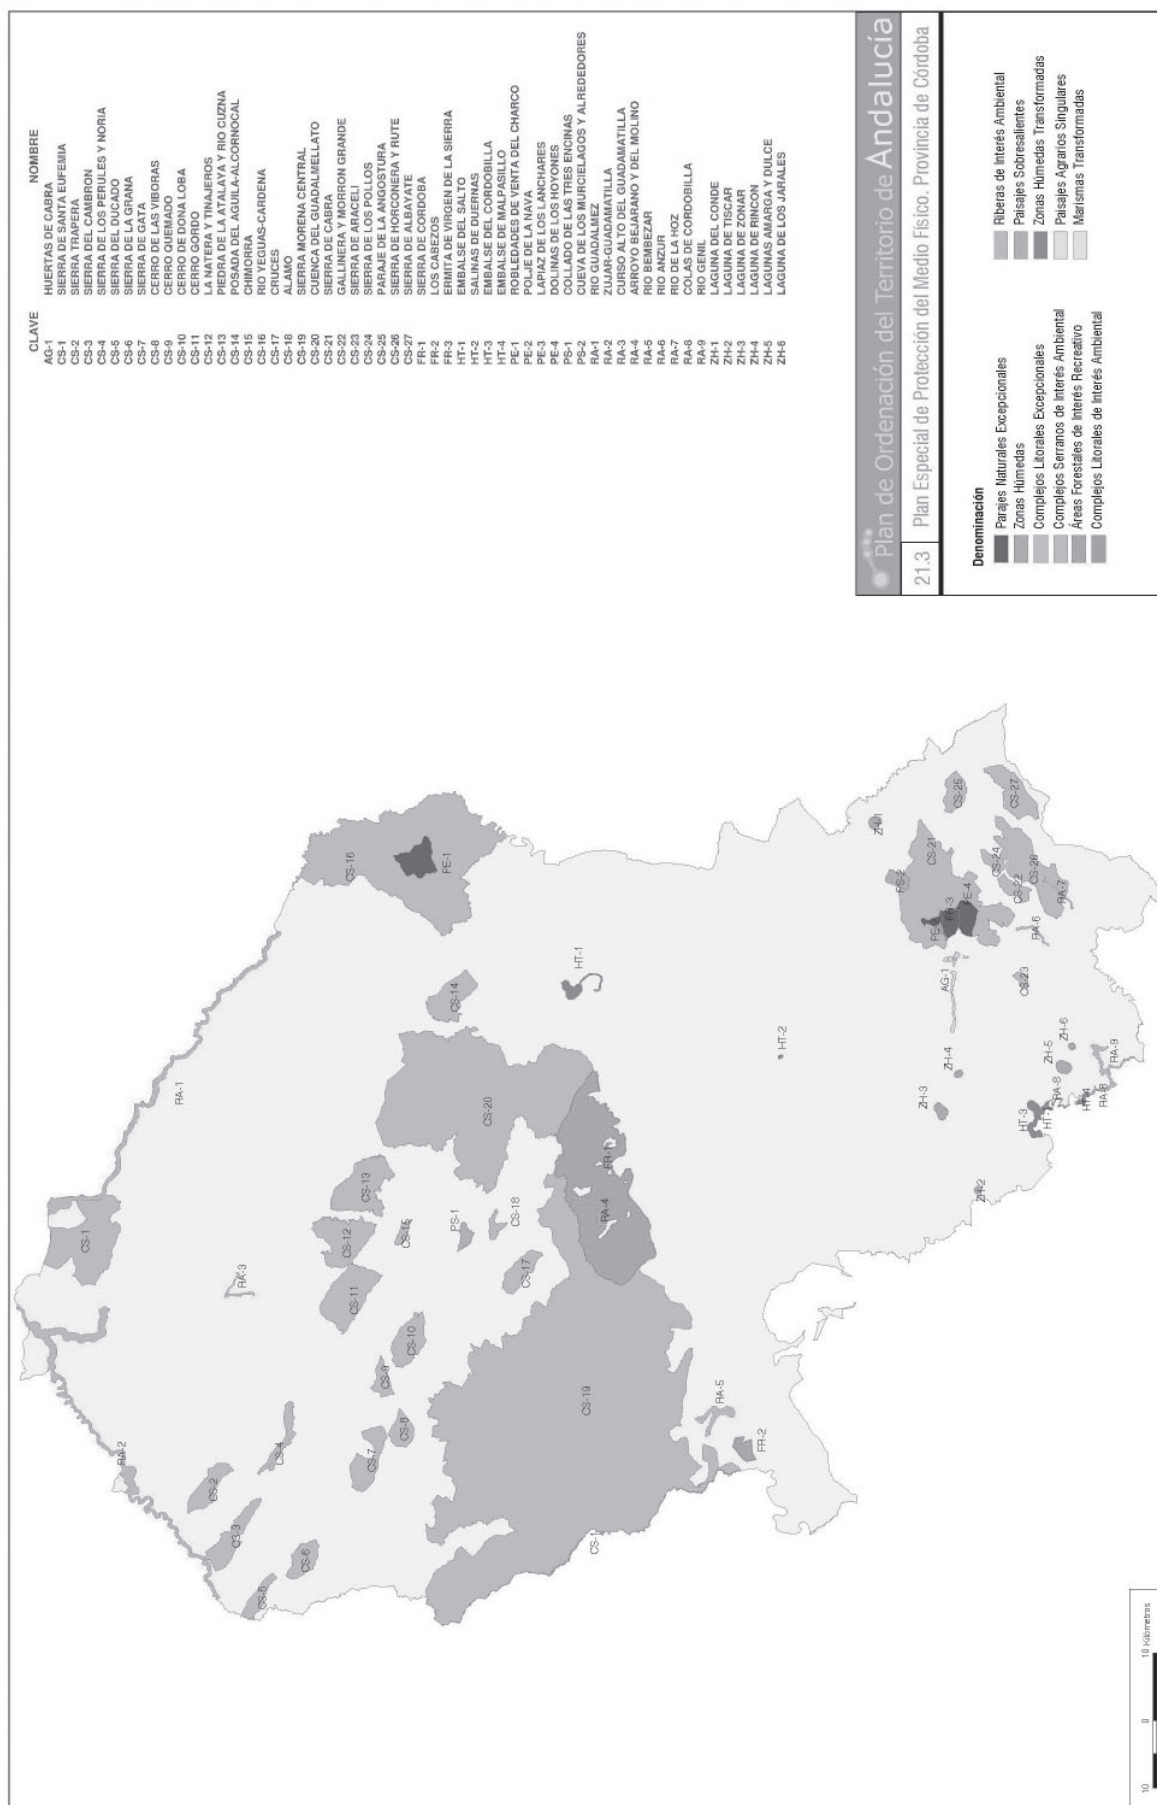 CLAVE NOMBRE
AG-1 HUERTAS DE CABRA
CS-1 SIERRA DE SANTA EUFEMIA
CS-2 SIERRA TRAPERA
CS-3 SIERRA DEL CAMBRON
CS-4 SIERRA DE LOS PERULES Y NORIA
CS-5 SIERRA DEL DUCADO
CS-6 SIERRA DE LA GRANA
CS-7 SIERRA DE GATA
CS-8 CERRO DE LAS VIBORAS
CS-9 CERRO QUEMADO
CS-10 CERRO DE DONA LOBA
CS-11 CERRO GORDO
CS-12 LA NATERA Y TINAJEROS
CS-13 PIEDRA DE LA ATALAYA Y RIO CUZNA
CS-14 POSADA DEL AGUILA-ALCORNOCAL
CS-15 CHIMORRA
CS-16 RIO YEGUAS-CARDENA
CS-17 CRUCES
CS-18 ALAMO
CS-19 SIERRA MORENA CENTRAL
CS-20 CUENCA DEL GUADALMELLATO
CS-21 SIERRA DE CABRA
CS-22 GALLINERA Y MORRON GRANDE
CS-23 SIERRA DE ARACELI
CS-24 SIERRA DE LOS POLLOS
CS-25 PARAJE DE LA ANGOSTURA
CS-26 SIERRA DE HORCONERA Y RUTE
CS-27 SIERRA DE ALBAYATE
FR-1 SIERRA DE CORDOBA
FR-2 LOS CABEZOS
FR-3 ERMITA DE VIRGEN DE LA SIERRA
HT-1 EMBALSE DEL SALTO
HT-2 SALINAS DE DUERNAS
HT-3 EMBALSE DEL CORDOBILLA
HT-4 EMBALSE DE MALPASILLO
PE-1 ROBLEDADES DE VENTA DEL CHARCO
PE-2 POLJE DE LA NAVA
PE-3 LAPIAZ DE LOS LANCHARES
PE-4 DOLINAS DE LOS HOYONES
PS-1 COLLADO DE LAS TRES ENCINAS
PS-2 CUEVA DE LOS MURCIELAGOS Y ALREDEDORES
RA-1 RIO GUADALMEZ
RA-2 ZUJAR-GUADAMATILLA
RA-3 CURSO ALTO DEL GUADAMATILLA
RA-4 ARROYO BEJARANO Y DEL MOLINO
RA-5 RIO BEMBEZAR
RA-6 RIO ANZUR
RA-7 RIO DE LA HOZ
RA-8 COLAS DE CORDOBILLA
RA-9 RIO GENIL
ZH-1 LAGUNA DEL CONDE
ZH-2 LAGUNA DE TISCAR
ZH-3 LAGUNA DE ZONAR
ZH-4 LAGUNA DE RINCON
ZH-5 LAGUNAS AMARGA Y DULCE
ZH-6 LAGUNA DE LOS JARALES
Plan de Ordenación del Territorio de Andalucía
21.3 Plan Especial de Protección del Medio Físico. Provincia de Córdoba
Denominación
Parajes Naturales Excepcionales
Zonas Húmedas
Complejos Litorales Excepcionales
Complejos Serranos de Interés Ambiental
Áreas Forestales de Interés Recreativo
Complejos Litorales de Interés Ambiental
Riberas de Interés Ambiental
Paisajes Sobresalientes
Zonas Húmedas Transformadas
Paisajes Agrarios Singulares
Marismas Transformadas
CS-1
RA-1
CS-16
PE-1
RA-2
RA-3
CS-2
CS-3
CS-4
CS-5
CS-6
CS-7
CS-8
CS-9
CS-10
CS-11
CS-12
CS-13
CS-14
CS-15
PS-1
CS-18
CS-17
CS-20
HT-1
FR-1
RA-4
CS-19
CS-1
RA-5
FR-2
HT-2
ZH-1
CS-25
CS-27
CS-21
PS-2
CS-24
CS-26
CS-22
RA-7
FR-3
PE-4
RA-6
AG-1
CS-23
ZH-4
ZH-3
ZH-6
ZH-5
RA-9
RA-8
HT-4
RA-8
HT-3
ZH-2
10 0 10 Kilómetros